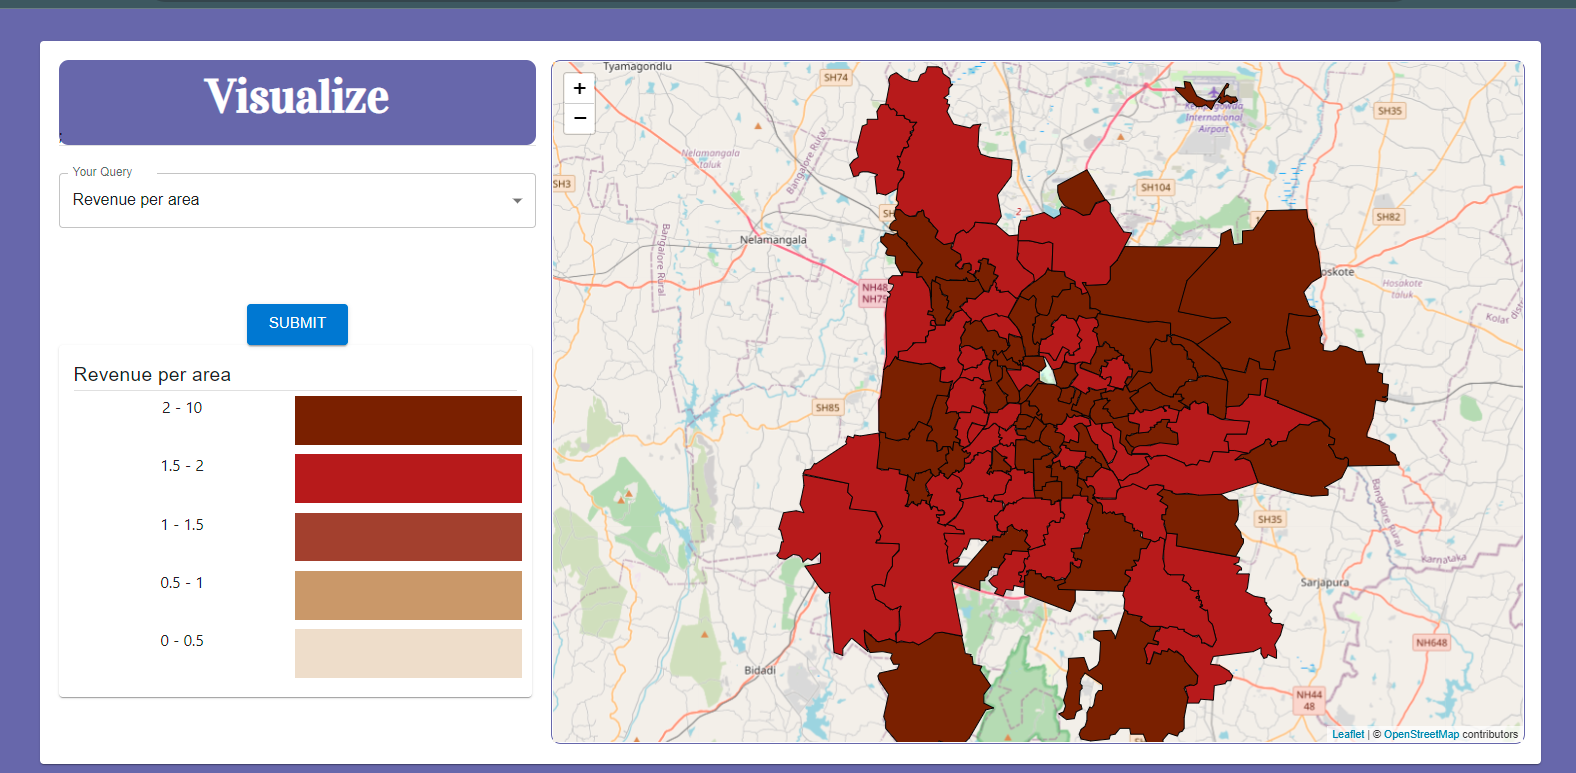 Visualize
Your Query
Revenue per area
SUBMIT
Revenue per area
2 - 10
1.5 - 2
1 - 1.5
0.5 - 1
0 - 0.5
+
−
Tyamagondlu
SH74
SH35
International
Airport
Nelamangala
taluk
Bangalore Rural
SH3
SH104
SH
2
SH82
Nelamangala
Bangalore Rural
oskote
Hosakote
taluk
NH48
NH75
Kolar dis
SH85
SH35
Bangalore Rural
Karnataka
Sarjapura
NH648
Bidadi
NH44
48
Leaflet | © OpenStreetMap contributors